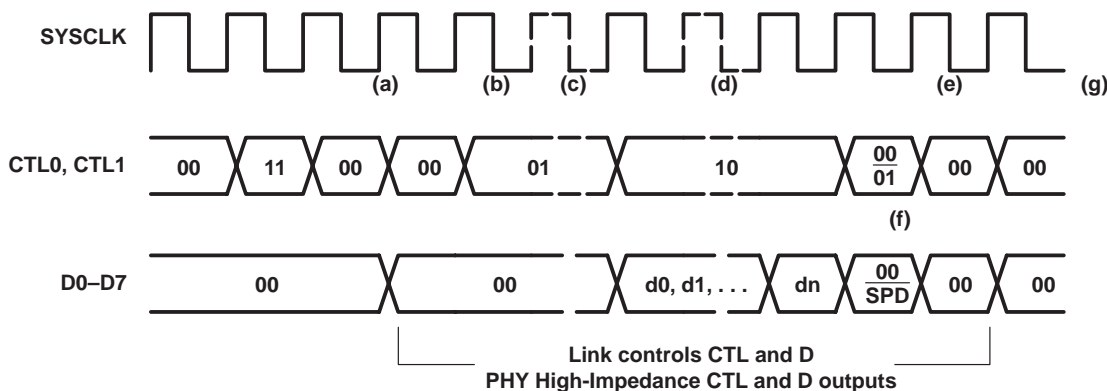 SYSCLK
(a) (b) (c) (d) (e) (g)
CTL0, CTL1 00 11 00 00 01 10 00 00 00
01
(f)
D0–D7 00 00 d0, d1, . . . dn 00 00 00
SPD
Link controls CTL and D
PHY High-Impedance CTL and D outputs